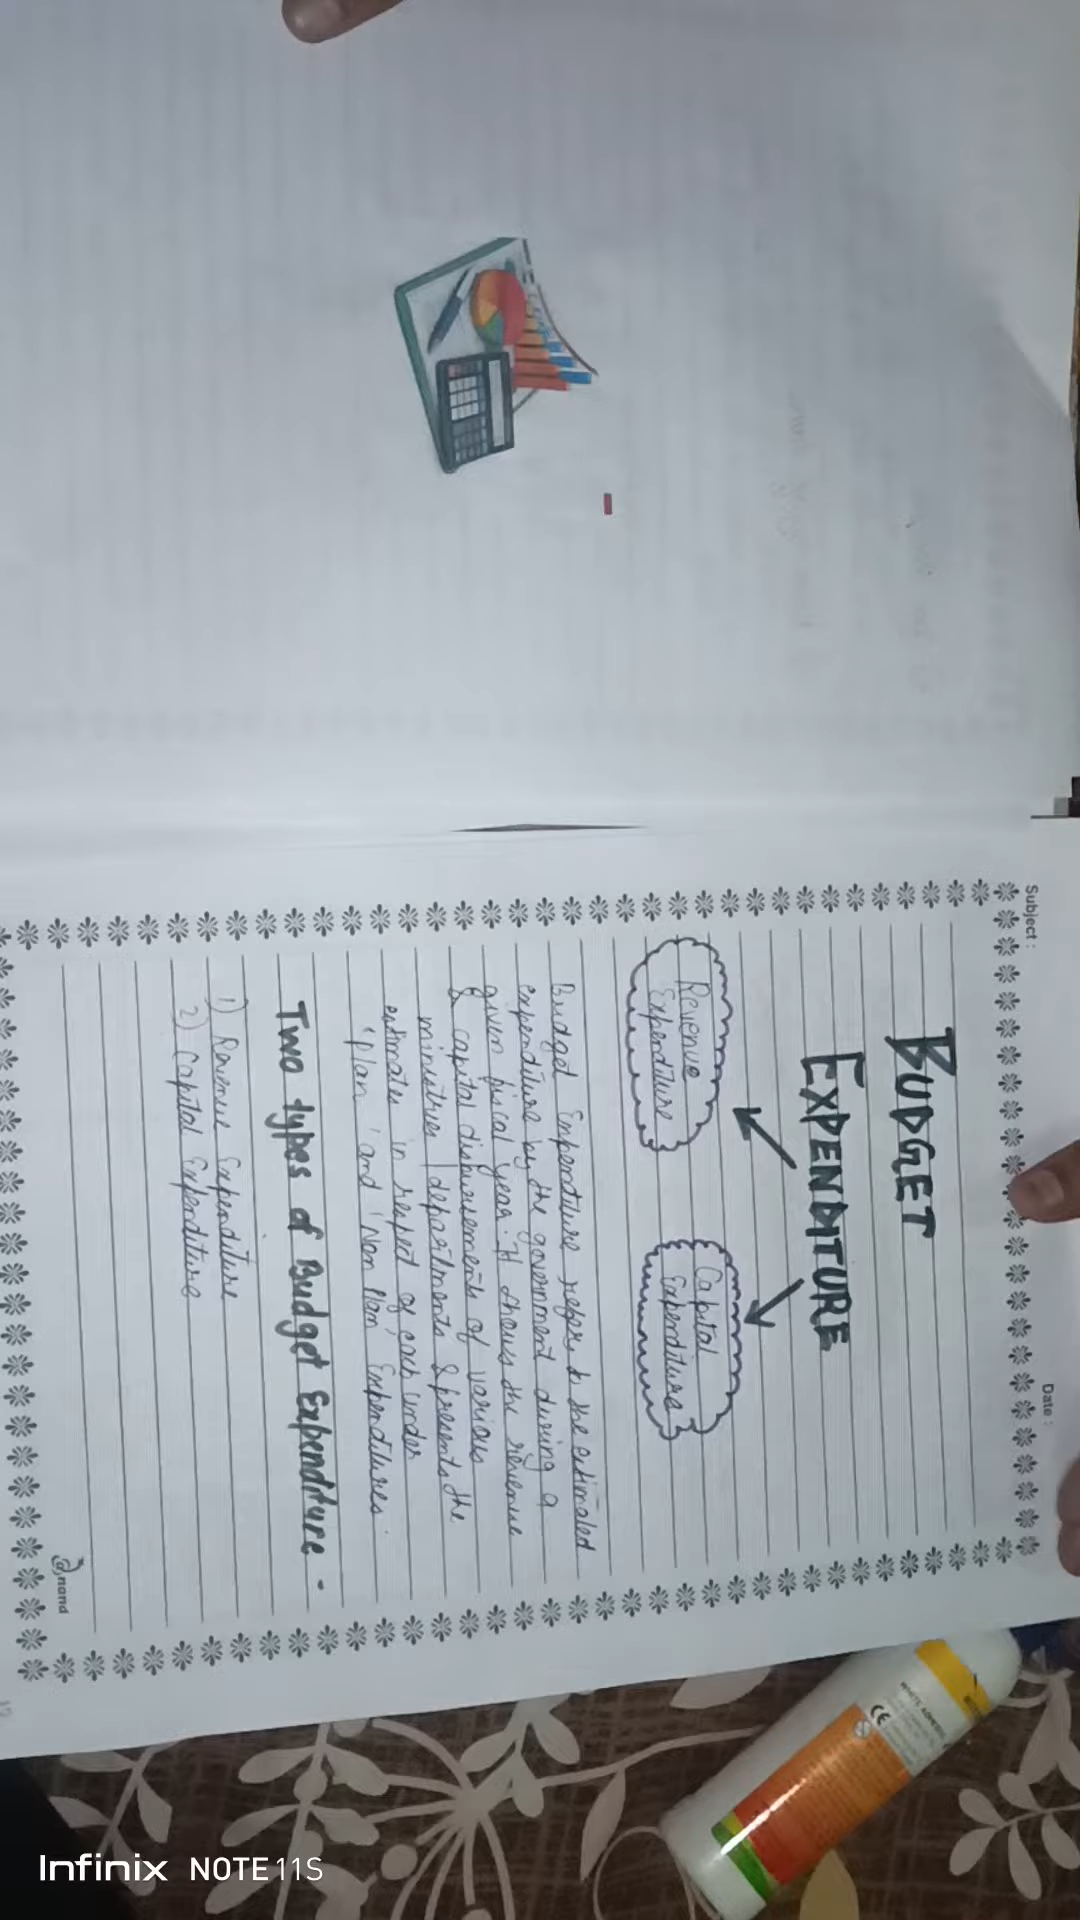 Subject :
Date :
BUDGET
EXPENDITURE
Revenue
Expenditure
Capital
Expenditure
Budget Expenditure refers to the estimated
expenditure by the government during a
given fiscal year. It shows the revenue
& capital disbursements of various
ministries / departments & presents the
estimates in respect of each under
'Plan' and 'Non Plan' Expenditures.
Two types of Budget Expenditure -
1) Revenue Expenditure
2) Capital Expenditure
Anand
WHITE ADHESIVE
CE
Infinix NOTE 11S